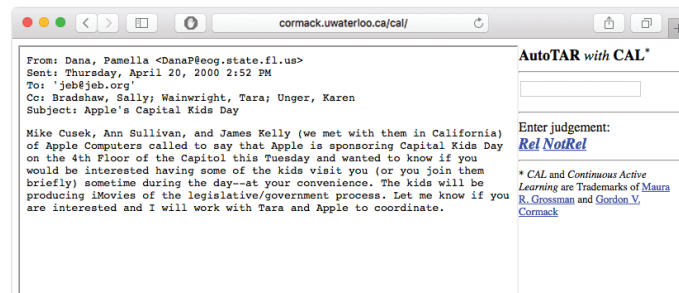 cormack.uwaterloo.ca/cal/
From: Dana, Pamella <DanaP@eog.state.fl.us>
Sent: Thursday, April 20, 2000 2:52 PM
To: 'jeb@jeb.org'
Cc: Bradshaw, Sally; Wainwright, Tara; Unger, Karen
Subject: Apple's Capital Kids Day
Mike Cusek, Ann Sullivan, and James Kelly (we met with them in California)
of Apple Computers called to say that Apple is sponsoring Capital Kids Day
on the 4th Floor of the Capitol this Tuesday and wanted to know if you
would be interested having some of the kids visit you (or you join them
briefly) sometime during the day--at your convenience. The kids will be
producing iMovies of the legislative/government process. Let me know if you
are interested and I will work with Tara and Apple to coordinate.
AutoTAR with CAL*
Enter judgement:
Rel NotRel
* CAL and Continuous Active
Learning are Trademarks of Maura
R. Grossman and Gordon V.
Cormack